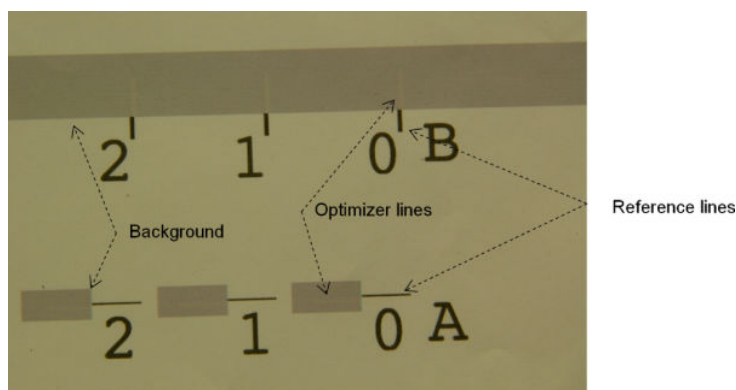 2 1 0 B
Optimizer lines
Reference lines
Background
2 1 0 A